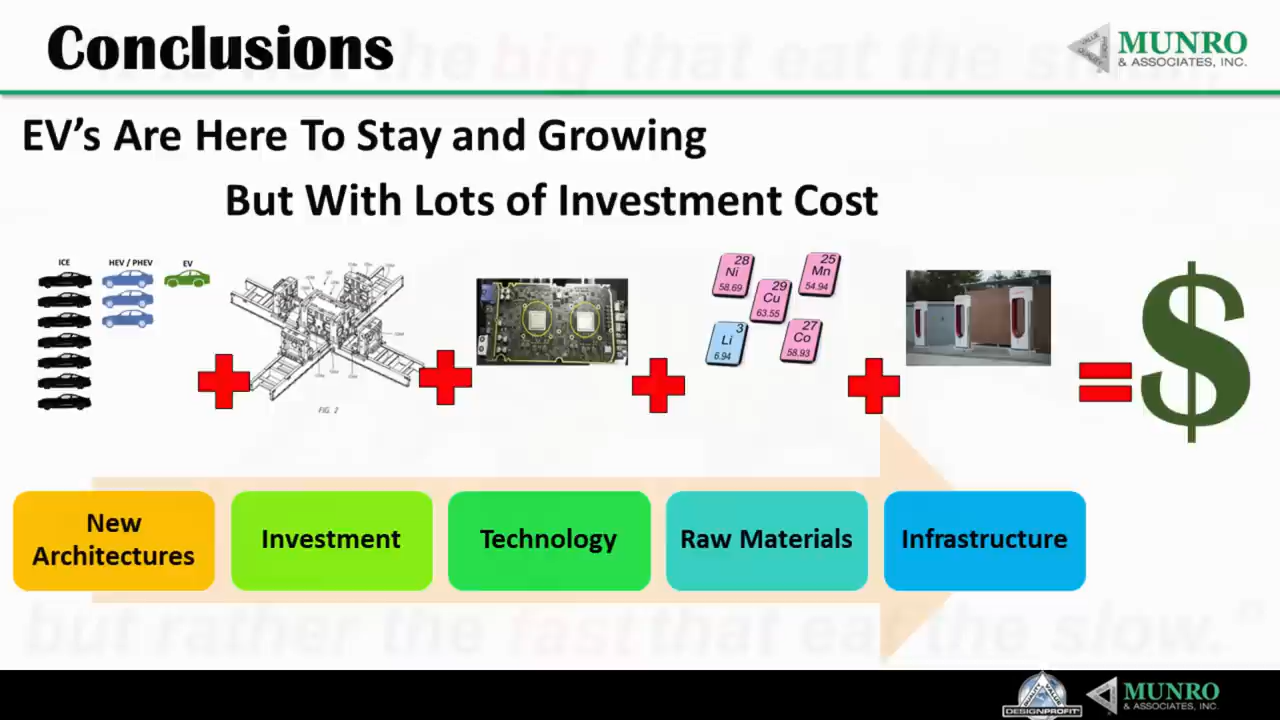 Conclusions
MUNRO
& ASSOCIATES, INC.
the big that eat the
EV’s Are Here To Stay and Growing
But With Lots of Investment Cost
ICE
HEV / PHEV
EV
FIG. 2
28
Ni
58.69
25
Mn
54.94
29
Cu
63.55
3
Li
6.94
27
Co
58.93
$
New
Architectures
Investment
Technology
Raw Materials
Infrastructure
but rather the fast that eat the slow."
DESIGNPROFIT
MUNRO
& ASSOCIATES, INC.